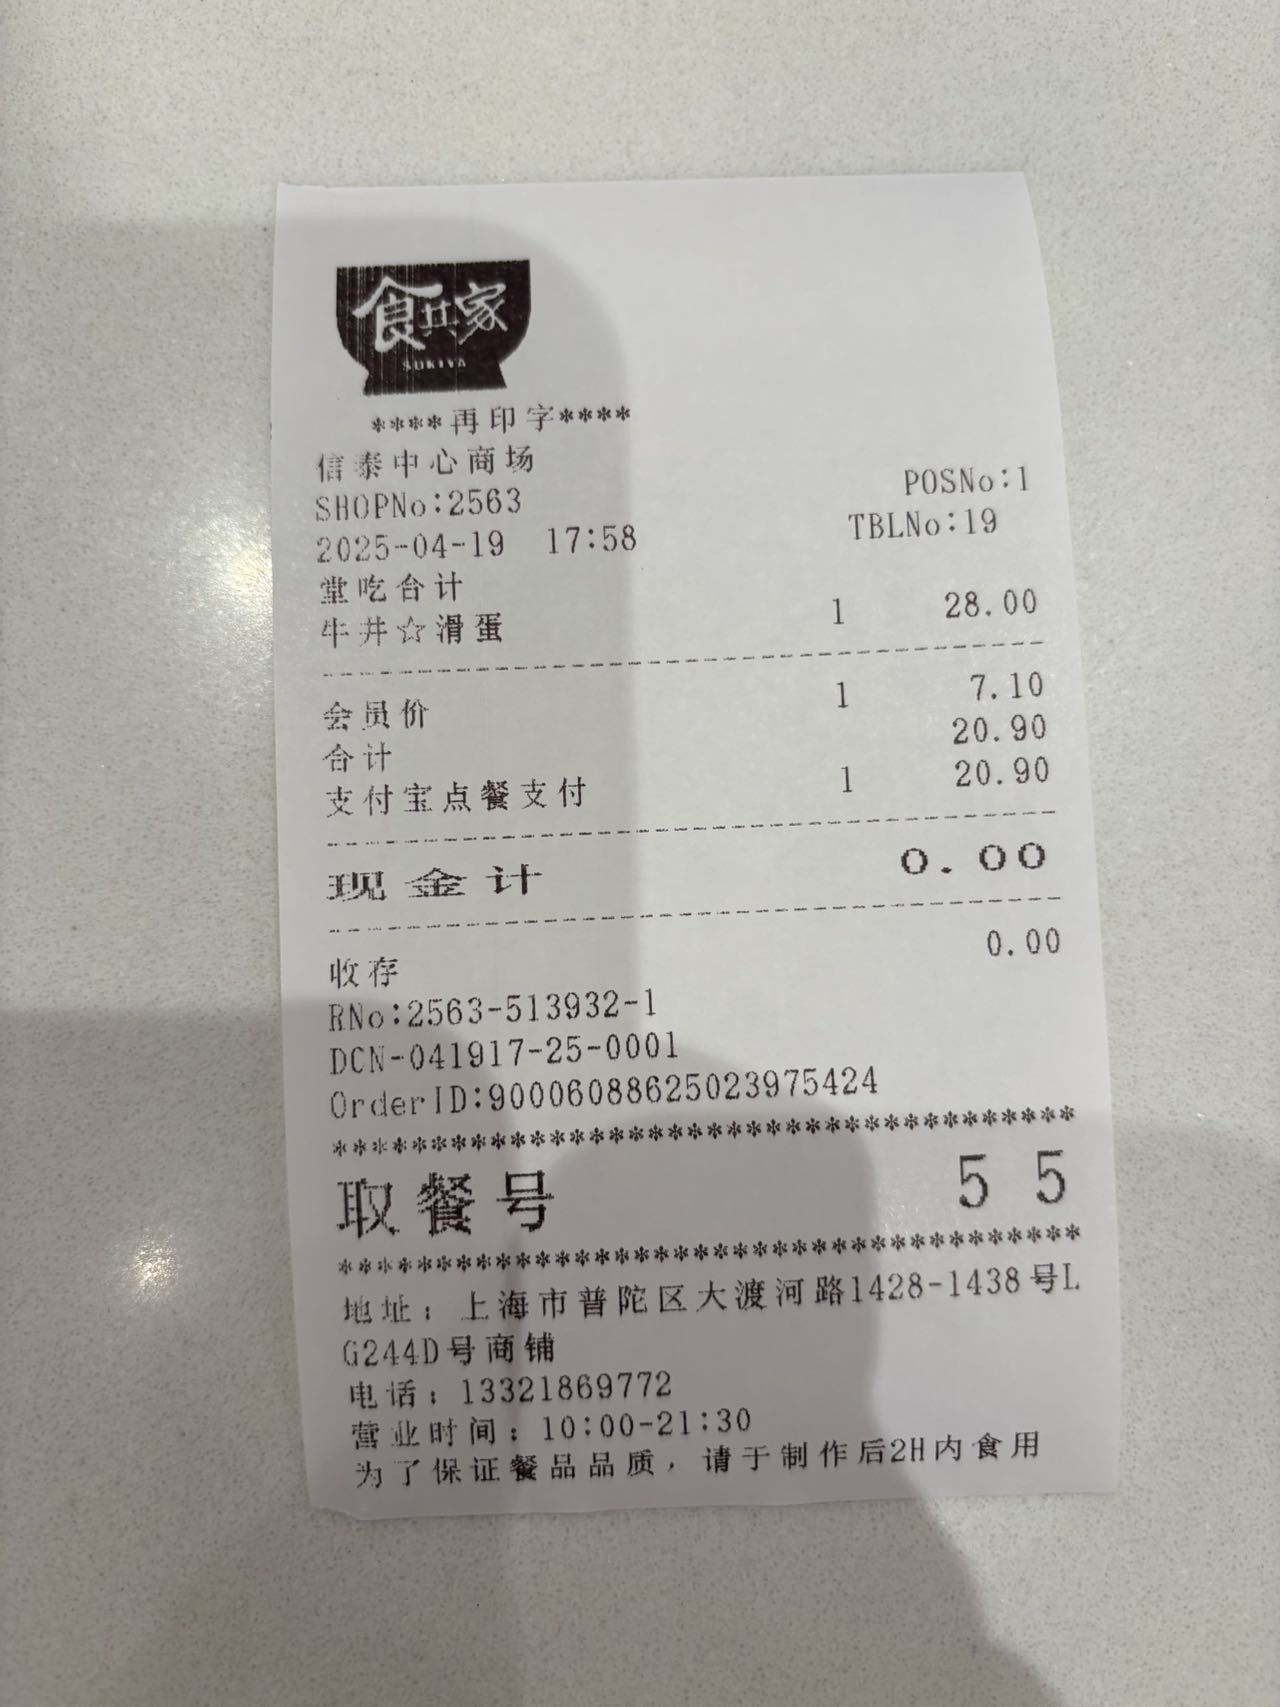 食其家
SUKIYA
****再印字****
信泰中心商场
SHOPNo:2563 POSNo:1
2025-04-19 17:58 TBLNo:19
堂吃合计
牛丼☆滑蛋 1 28.00
会员价 1 7.10
合计 20.90
支付宝点餐支付 1 20.90
现金计 0.00
收存 0.00
RNo:2563-513932-1
DCN-041917-25-0001
OrderID:90006088625023975424
**************************************
取餐号 55
**************************************
地址：上海市普陀区大渡河路1428-1438号L
G244D号商铺
电话：13321869772
营业时间：10:00-21:30
为了保证餐品品质，请于制作后2H内食用